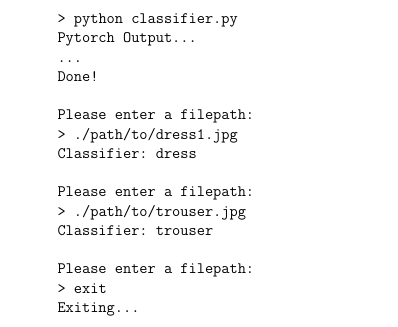 > python classifier.py
Pytorch Output...
...
Done!
Please enter a filepath:
> ./path/to/dress1.jpg
Classifier: dress
Please enter a filepath:
> ./path/to/trouser.jpg
Classifier: trouser
Please enter a filepath:
> exit
Exiting...